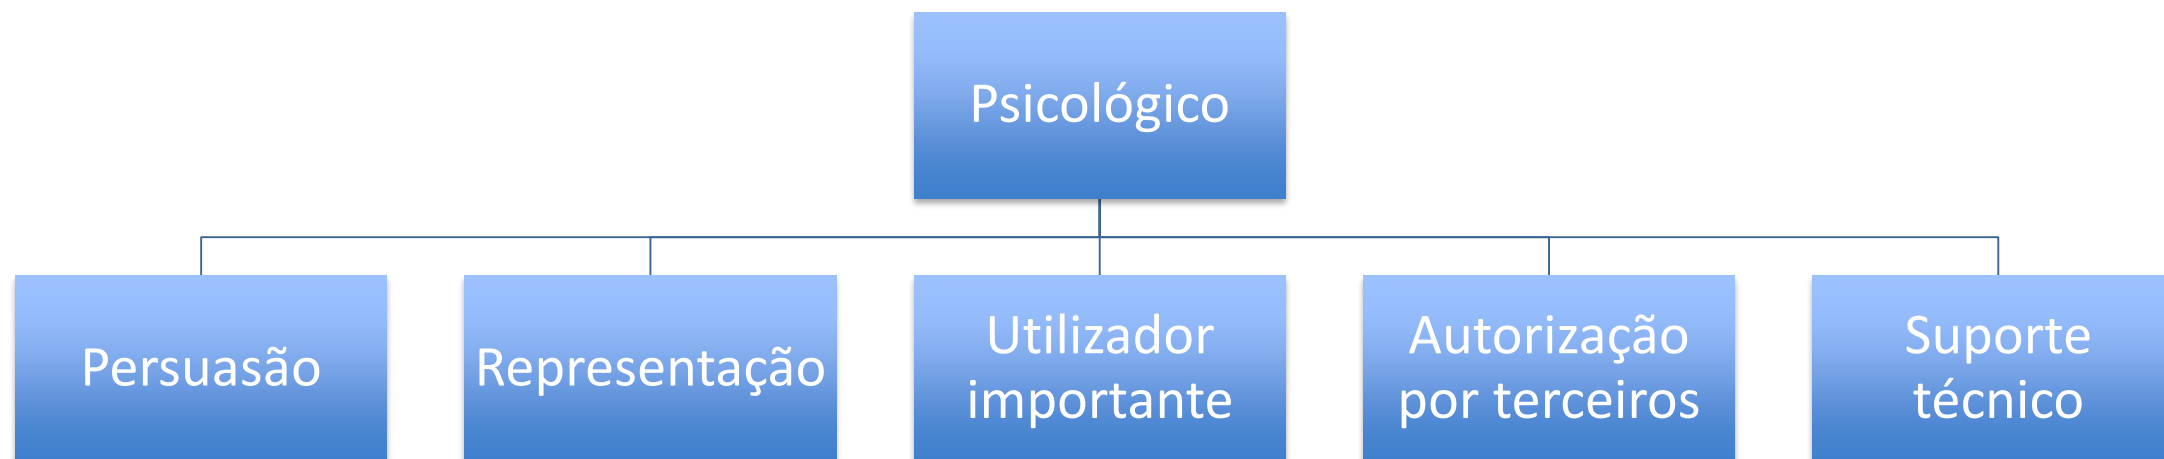 Psicológico
Persuasão
Representação
Utilizador
importante
Autorização
por terceiros
Suporte
técnico